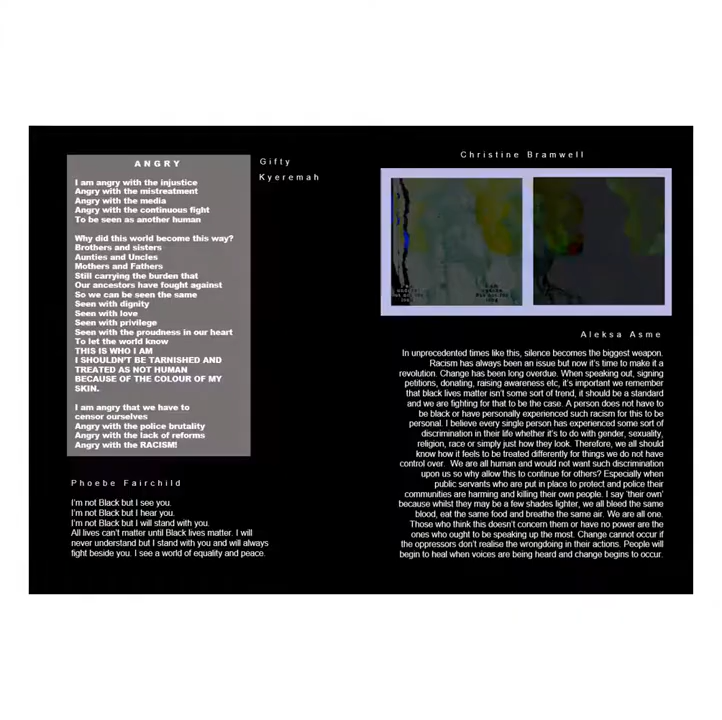 ANGRY
I am angry with the injustice
Angry with the mistreatment
Angry with the media
Angry with the continuous fight
To be seen as another human
Why did this world become this way?
Brothers and sisters
Aunties and Uncles
Mothers and Fathers
Still carrying the burden that
Our ancestors have fought against
So we can be seen the same
Seen with dignity
Seen with love
Seen with privilege
Seen with the proudness in our heart
To let the world know
THIS IS WHO I AM
I SHOULDN'T BE TARNISHED AND
TREATED AS NOT HUMAN
BECAUSE OF THE COLOUR OF MY
SKIN.
I am angry that we have to
censor ourselves
Angry with the police brutality
Angry with the lack of reforms
Angry with the RACISM!
Gifty
Kyeremah
Phoebe Fairchild
I'm not Black but I see you.
I'm not Black but I hear you.
I'm not Black but I will stand with you.
All lives can't matter until Black lives matter. I will
never understand but I stand with you and will always
fight beside you. I see a world of equality and peace.
Christine Bramwell
Aleksa Asme
In unprecedented times like this, silence becomes the biggest weapon.
Racism has always been an issue but now it's time to make it a
revolution. Change has been long overdue. When speaking out, signing
petitions, donating, raising awareness etc, it's important we remember
that black lives matter isn't some sort of trend, it should be a standard
and we are fighting for that to be the case. A person does not have to
be black or have personally experienced such racism for this to be
personal. I believe every single person has experienced some sort of
discrimination in their life whether it's to do with gender, sexuality,
religion, race or simply just how they look. Therefore, we all should
know how it feels to be treated differently for things we do not have
control over. We are all human and would not want such discrimination
upon us so why allow this to continue for others? Especially when
public servants who are put in place to protect and police their
communities are harming and killing their own people. I say 'their own'
because whilst they may be a few shades lighter, we all bleed the same
blood, eat the same food and breathe the same air. We are all one.
Those who think this doesn't concern them or have no power are the
ones who ought to be speaking up the most. Change cannot occur if
the oppressors don't realise the wrongdoing in their actions. People will
begin to heal when voices are being heard and change begins to occur.